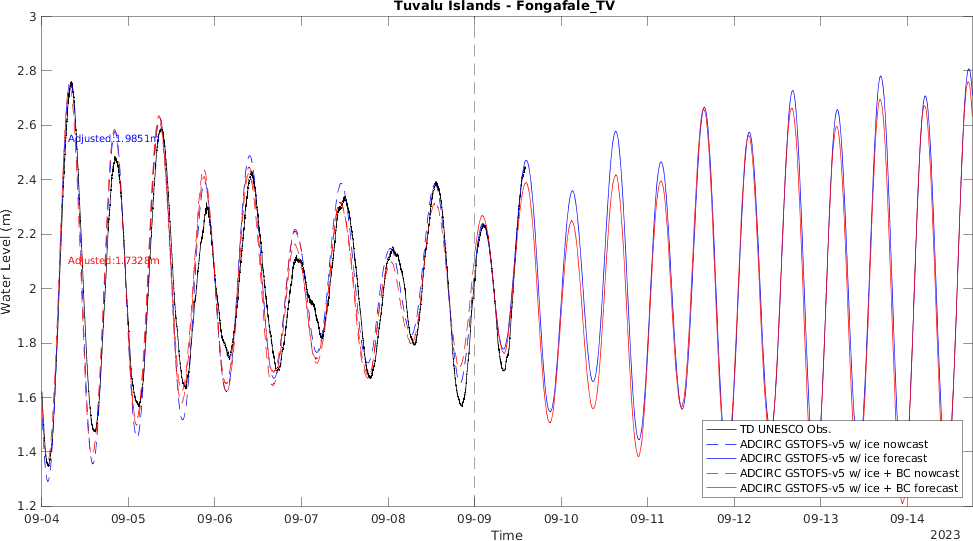 Tuvalu Islands - Fongafale_TV
3
2.8
2.6
2.4
2.2
2
1.8
1.6
1.4
1.2
Water Level (m)
Adjusted:1.9851m
Adjusted:1.7328m
TD UNESCO Obs.
ADCIRC GSTOFS-v5 w/ ice nowcast
ADCIRC GSTOFS-v5 w/ ice forecast
ADCIRC GSTOFS-v5 w/ ice + BC nowcast
ADCIRC GSTOFS-v5 w/ ice + BC forecast
09-04 09-05 09-06 09-07 09-08 09-09 09-10 09-11 09-12 09-13 09-14
Time
2023